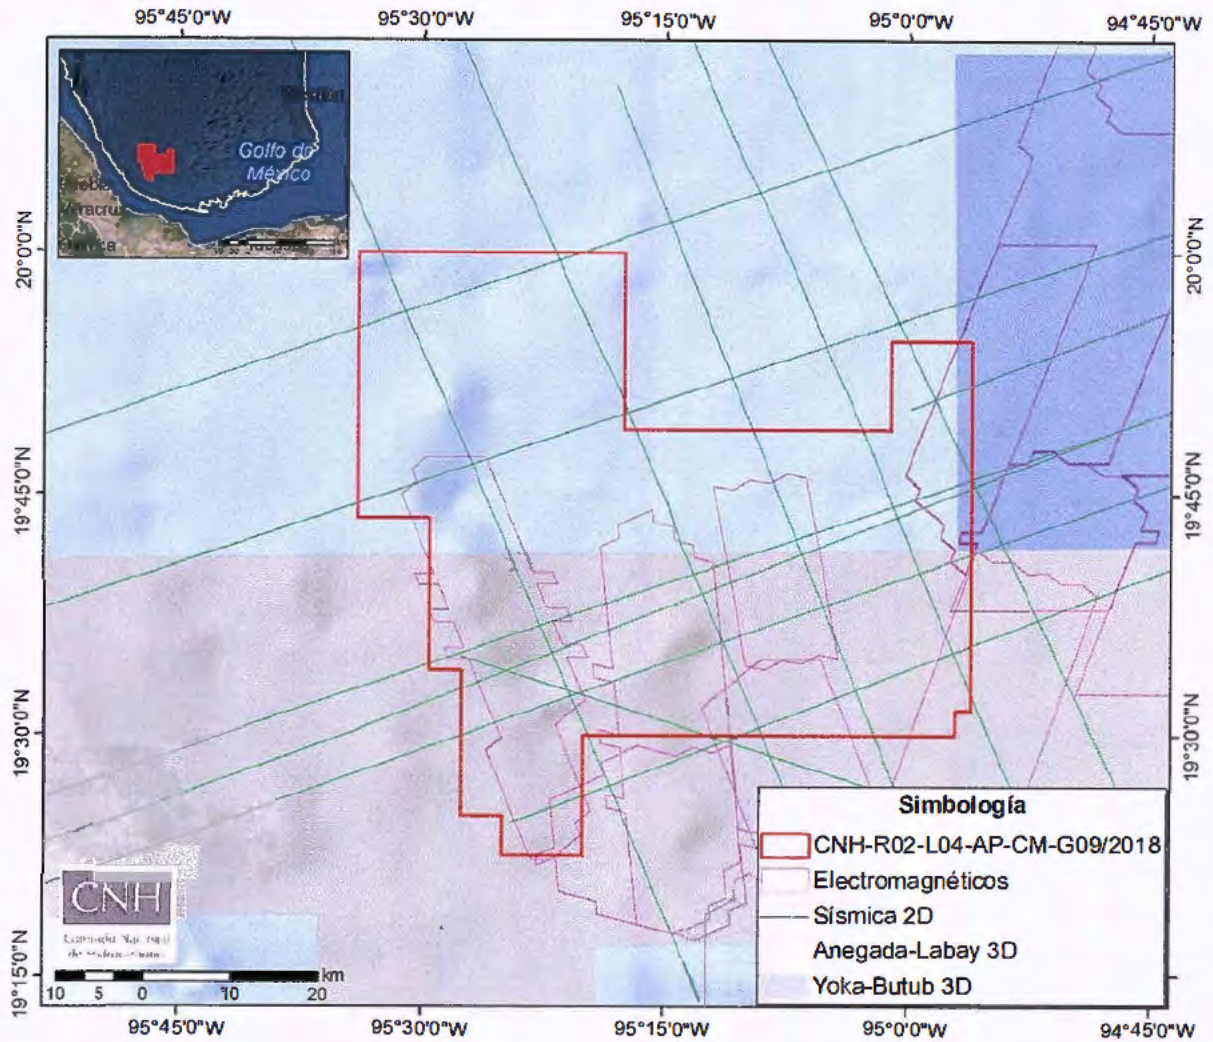 95°45'0"W 95°30'0"W 95°15'0"W 95°0'0"W 94°45'0"W
Golfo de
México
20°0'0"N
20°0'0"N
19°45'0"N
19°45'0"N
19°30'0"N
19°30'0"N
19°15'0"N
Simbología
CNH-R02-L04-AP-CM-G09/2018
Electromagnéticos
Sísmica 2D
Anegada-Labay 3D
Yoka-Butub 3D
CNH
km
10 5 0 10 20
95°45'0"W 95°30'0"W 95°15'0"W 95°0'0"W 94°45'0"W